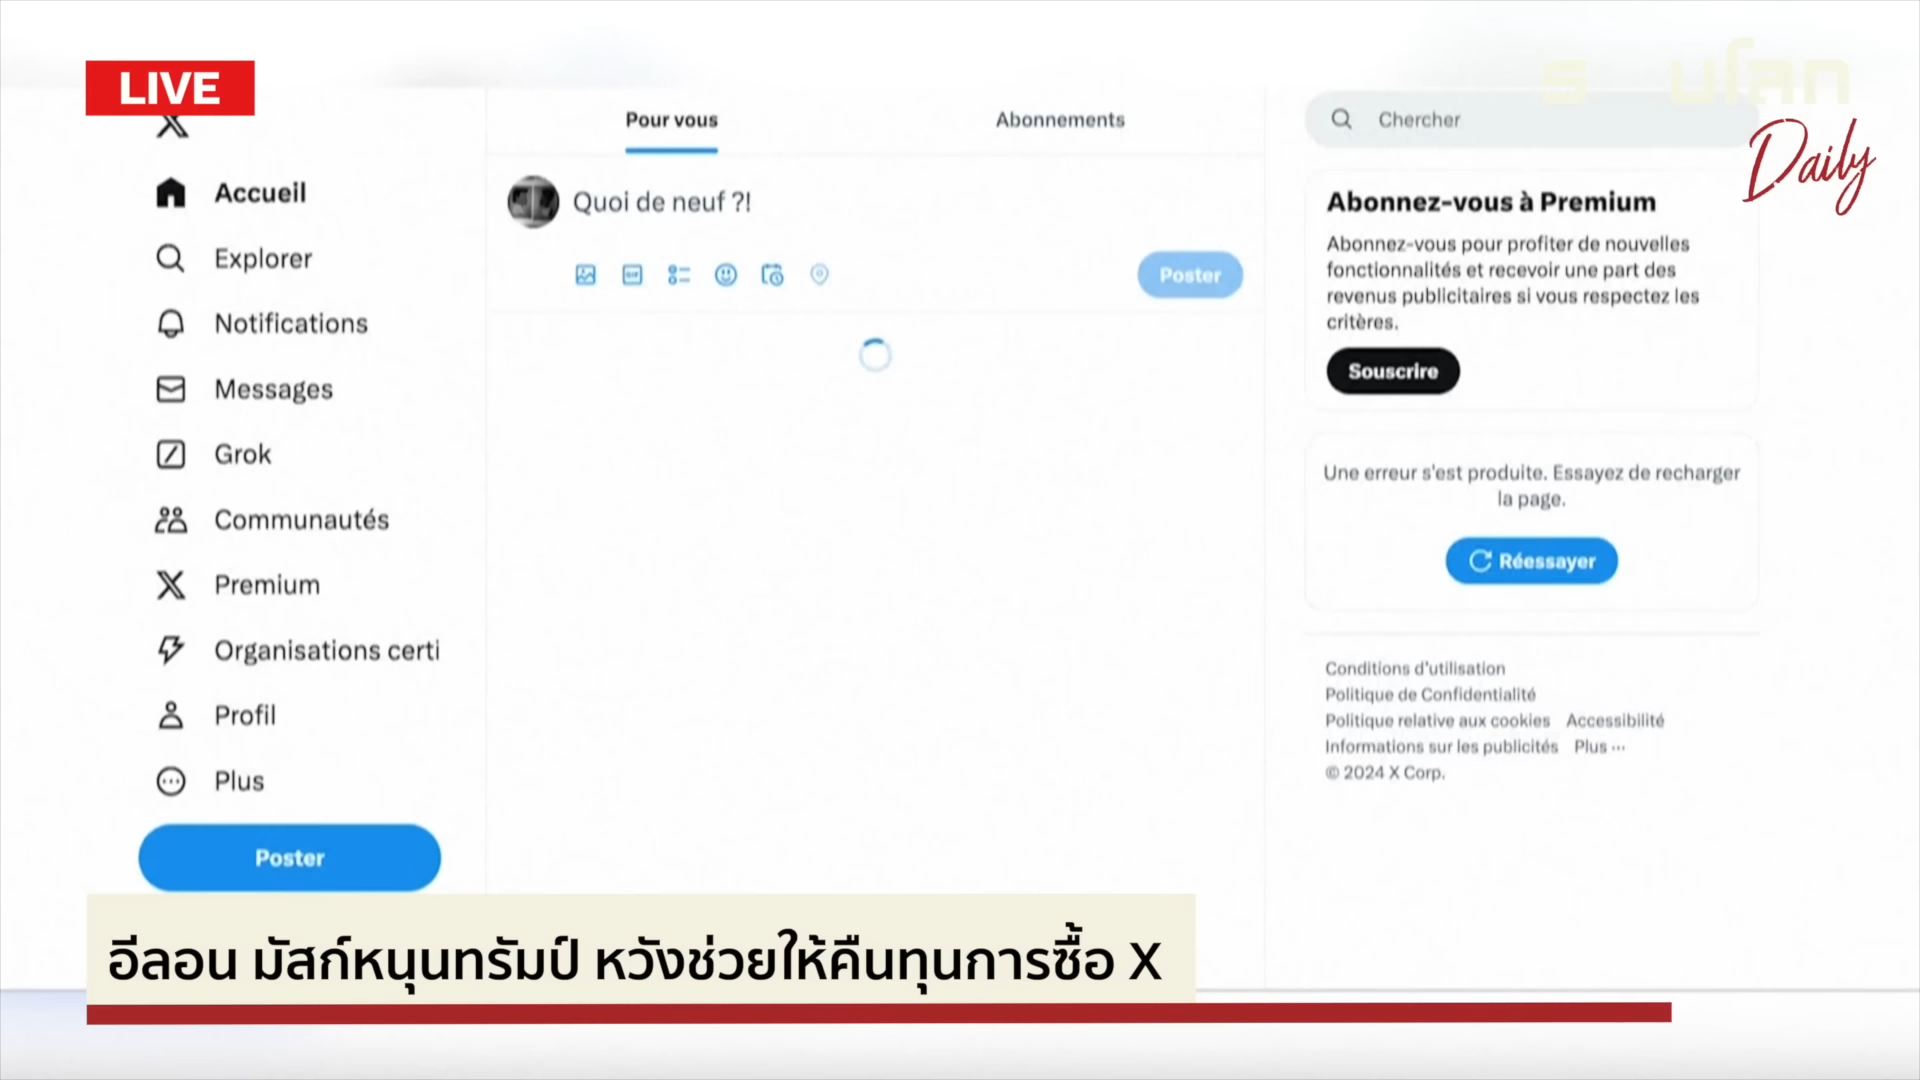 LIVE
Daily
Accueil
Explorer
Notifications
Messages
Grok
Communautés
Premium
Organisations certi
Profil
Plus
Poster
Pour vous
Abonnements
Quoi de neuf ?!
GIF
Poster
Chercher
Abonnez-vous à Premium
Abonnez-vous pour profiter de nouvelles
fonctionnalités et recevoir une part des
revenus publicitaires si vous respectez les
critères.
Souscrire
Une erreur s'est produite. Essayez de recharger
la page.
Réessayer
Conditions d'utilisation
Politique de Confidentialité
Politique relative aux cookies Accessibilité
Informations sur les publicités Plus ...
© 2024 X Corp.
อีลอน มัสก์หนุนทรัมป์ หวังช่วยให้คืนทุนการซื้อ X